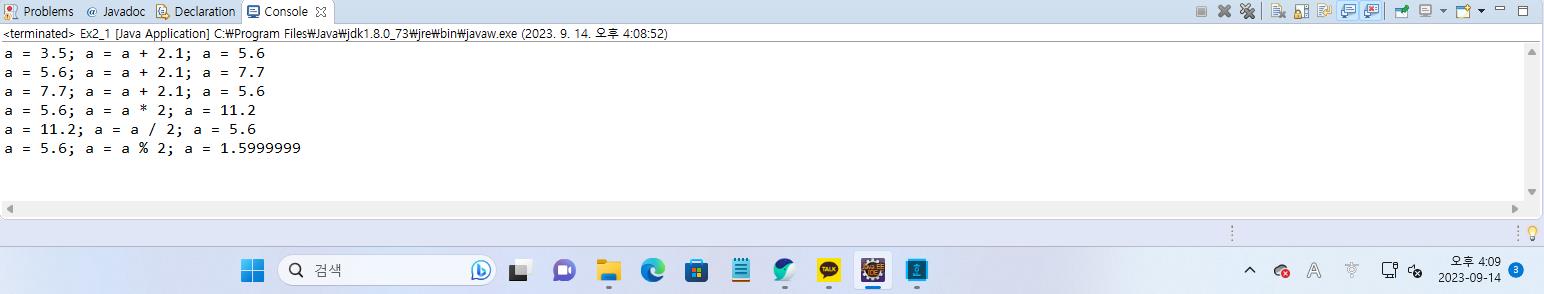 Problems @ Javadoc Declaration Console
<terminated> Ex2_1 [Java Application] C:₩Program Files₩Java₩jdk1.8.0_73₩jre₩bin₩javaw.exe (2023. 9. 14. 오후 4:08:52)
a = 3.5; a = a + 2.1; a = 5.6
a = 5.6; a = a + 2.1; a = 7.7
a = 7.7; a = a + 2.1; a = 5.6
a = 5.6; a = a * 2; a = 11.2
a = 11.2; a = a / 2; a = 5.6
a = 5.6; a = a % 2; a = 1.5999999
검색
TALK
JAVA EE
IDE
A
오후 4:09
2023-09-14
3